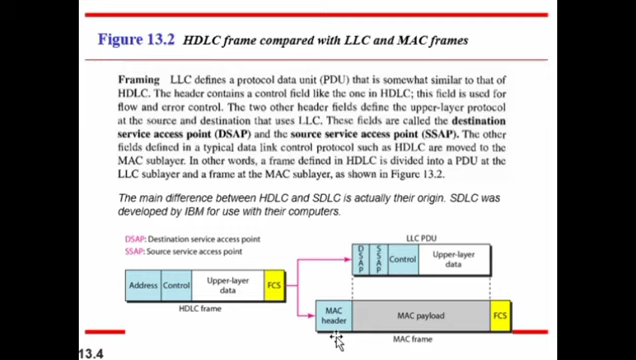 Figure 13.2 HDLC frame compared with LLC and MAC frames
Framing LLC defines a protocol data unit (PDU) that is somewhat similar to that of
HDLC. The header contains a control field like the one in HDLC; this field is used for
flow and error control. The two other header fields define the upper-layer protocol
at the source and destination that uses LLC. These fields are called the destination
service access point (DSAP) and the source service access point (SSAP). The other
fields defined in a typical data link control protocol such as HDLC are moved to the
MAC sublayer. In other words, a frame defined in HDLC is divided into a PDU at the
LLC sublayer and a frame at the MAC sublayer, as shown in Figure 13.2.
The main difference between HDLC and SDLC is actually their origin. SDLC was
developed by IBM for use with their computers.
DSAP: Destination service access point
SSAP: Source service access point
LLC PDU
DSAP
SSAP
Control
Upper-layer
data
Address
Control
Upper-layer
data
FCS
HDLC frame
MAC
header
MAC payload
FCS
MAC frame
13.4